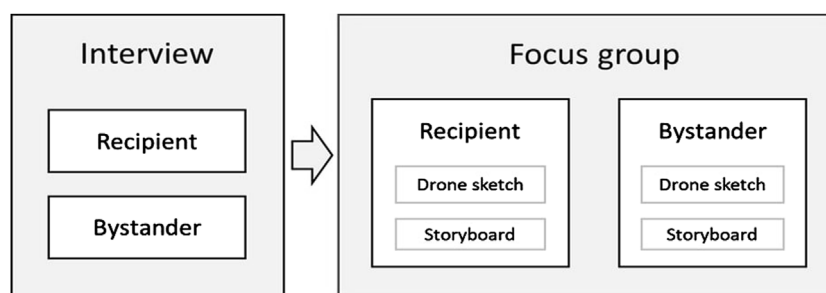 Interview
Recipient
Bystander
Focus group
Recipient
Drone sketch
Storyboard
Bystander
Drone sketch
Storyboard